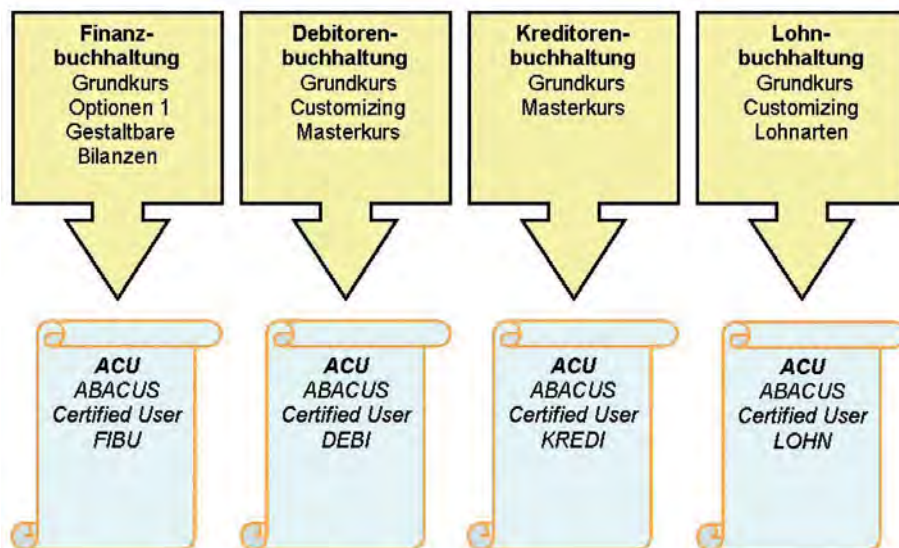 Finanz-
buchhaltung
Grundkurs
Optionen 1
Gestaltbare
Bilanzen
Debitoren-
buchhaltung
Grundkurs
Customizing
Masterkurs
Kreditoren-
buchhaltung
Grundkurs
Masterkurs
Lohn-
buchhaltung
Grundkurs
Customizing
Lohnarten
ACU
ABACUS
Certified User
FIBU
ACU
ABACUS
Certified User
DEBI
ACU
ABACUS
Certified User
KREDI
ACU
ABACUS
Certified User
LOHN